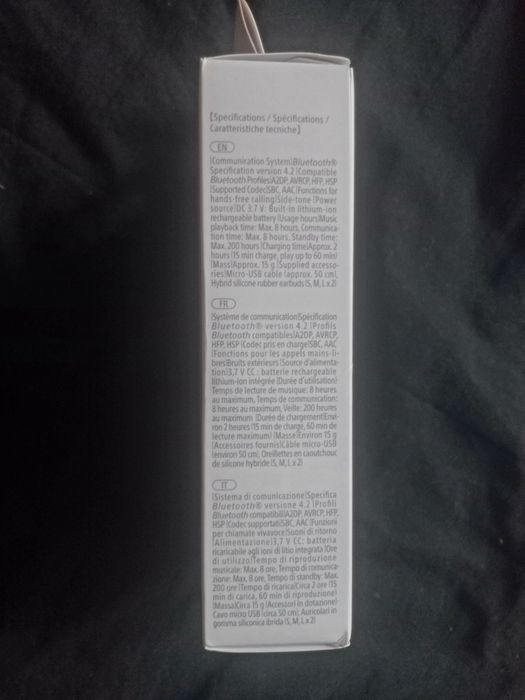 [Specifications / Spécifications /
Caratteristiche tecniche]
EN
|Communication System|Bluetooth®
Specification version 4.2 |Compatible
Bluetooth Profiles|A2DP, AVRCP, HFP, HSP
|Supported Codec|SBC, AAC |Functions for
hands-free calling|Side-tone |Power
source|DC 3.7 V: Built-in lithium-ion
rechargeable battery |Usage hours|Music
playback time: Max. 8 hours, Communica-
tion time: Max. 8 hours, Standby time:
Max. 200 hours |Charging time|Approx. 2
hours (15 min charge, play up to 60 min)
|Mass|Approx. 15 g |Supplied accesso-
ries|Micro-USB cable (approx. 50 cm),
Hybrid silicone rubber earbuds (S, M, L x 2)
FR
|Système de communication|Spécification
Bluetooth® version 4.2 |Profils
Bluetooth compatibles|A2DP, AVRCP,
HFP, HSP |Codec pris en charge|SBC, AAC
|Fonctions pour les appels mains-li-
bres|Bruits extérieurs |Source d'alimenta-
tion|3,7 V CC : batterie rechargeable
lithium-ion intégrée |Durée d'utilisation|
Temps de lecture de musique: 8 heures
au maximum, Temps de communication:
8 heures au maximum, Veille: 200 heures
au maximum |Durée de chargement|Envi-
ron 2 heures (15 min de charge, 60 min de
lecture maximum) |Masse|Environ 15 g
|Accessoires fournis|Câble micro-USB
(environ 50 cm), Oreillettes en caoutchouc
de silicone hybride (S, M, L x 2)
IT
|Sistema di comunicazione|Specifica
Bluetooth® versione 4.2 |Profili
Bluetooth compatibili|A2DP, AVRCP, HFP,
HSP |Codec supportati|SBC, AAC |Funzioni
per chiamate vivavoce|Suoni di ritorno
|Alimentazione|3,7 V CC: batteria
ricaricabile agli ioni di litio integrata |Ore
di utilizzo|Tempo di riproduzione
musicale: Max. 8 ore, Tempo di comunica-
zione: Max. 8 ore, Tempo di standby: Max.
200 ore |Tempo di ricarica|Circa 2 ore (15
min di carica, 60 min di riproduzione)
|Massa|Circa 15 g |Accessori in dotazione|
Cavo micro USB (circa 50 cm), Auricolari in
gomma siliconica ibrida (S, M, L x 2)